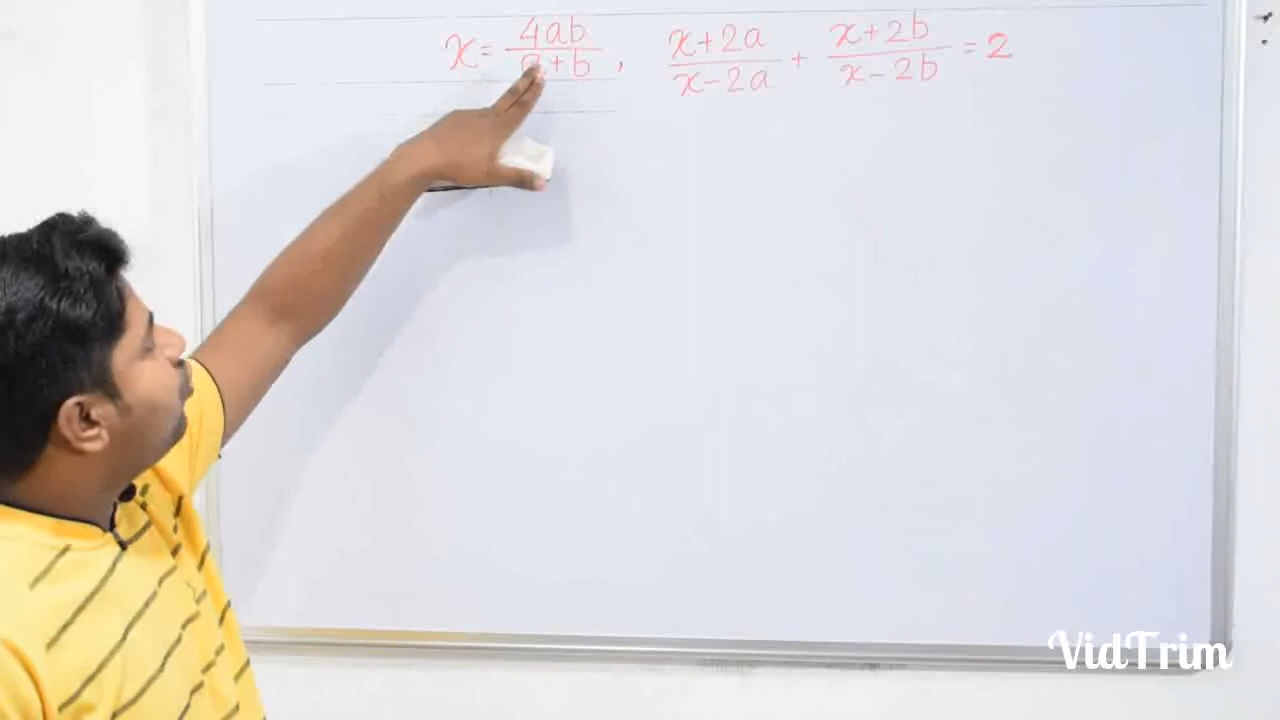 x = 4ab / a+b , x+2a / x-2a + x+2b / x-2b = 2
VidTrim